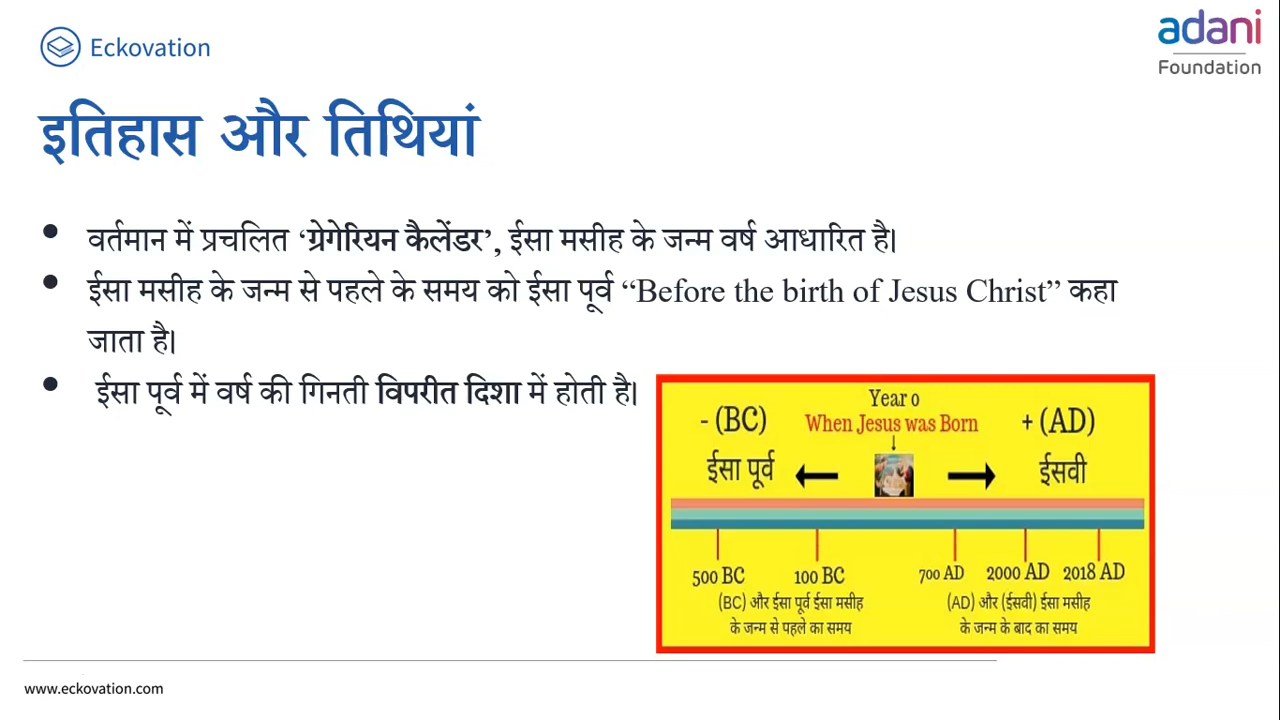 Eckovation
adani
Foundation
इतिहास और तिथियां
• वर्तमान में प्रचलित ‘ग्रेगेरियन कैलेंडर’, ईसा मसीह के जन्म वर्ष आधारित है।
• ईसा मसीह के जन्म से पहले के समय को ईसा पूर्व “Before the birth of Jesus Christ” कहा
जाता है।
• ईसा पूर्व में वर्ष की गिनती विपरीत दिशा में होती है।
Year 0
- (BC)
When Jesus was Born
+ (AD)
ईसा पूर्व
ईसवी
500 BC
100 BC
700 AD
2000 AD
2018 AD
(BC) और ईसा पूर्व ईसा मसीह
के जन्म से पहले का समय
(AD) और (ईसवी) ईसा मसीह
के जन्म के बाद का समय
www.eckovation.com